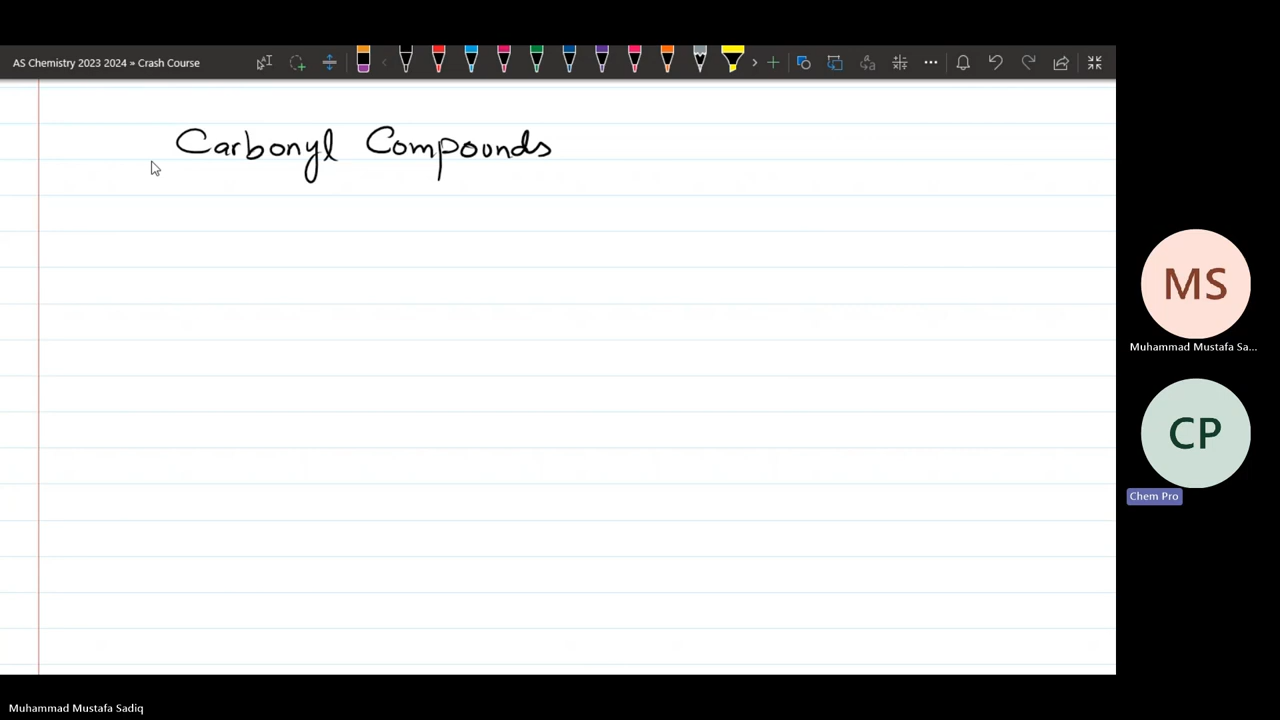 AS Chemistry 2023 2024 » Crash Course
Carbonyl Compounds
MS
Muhammad Mustafa Sa...
CP
Chem Pro
Muhammad Mustafa Sadiq